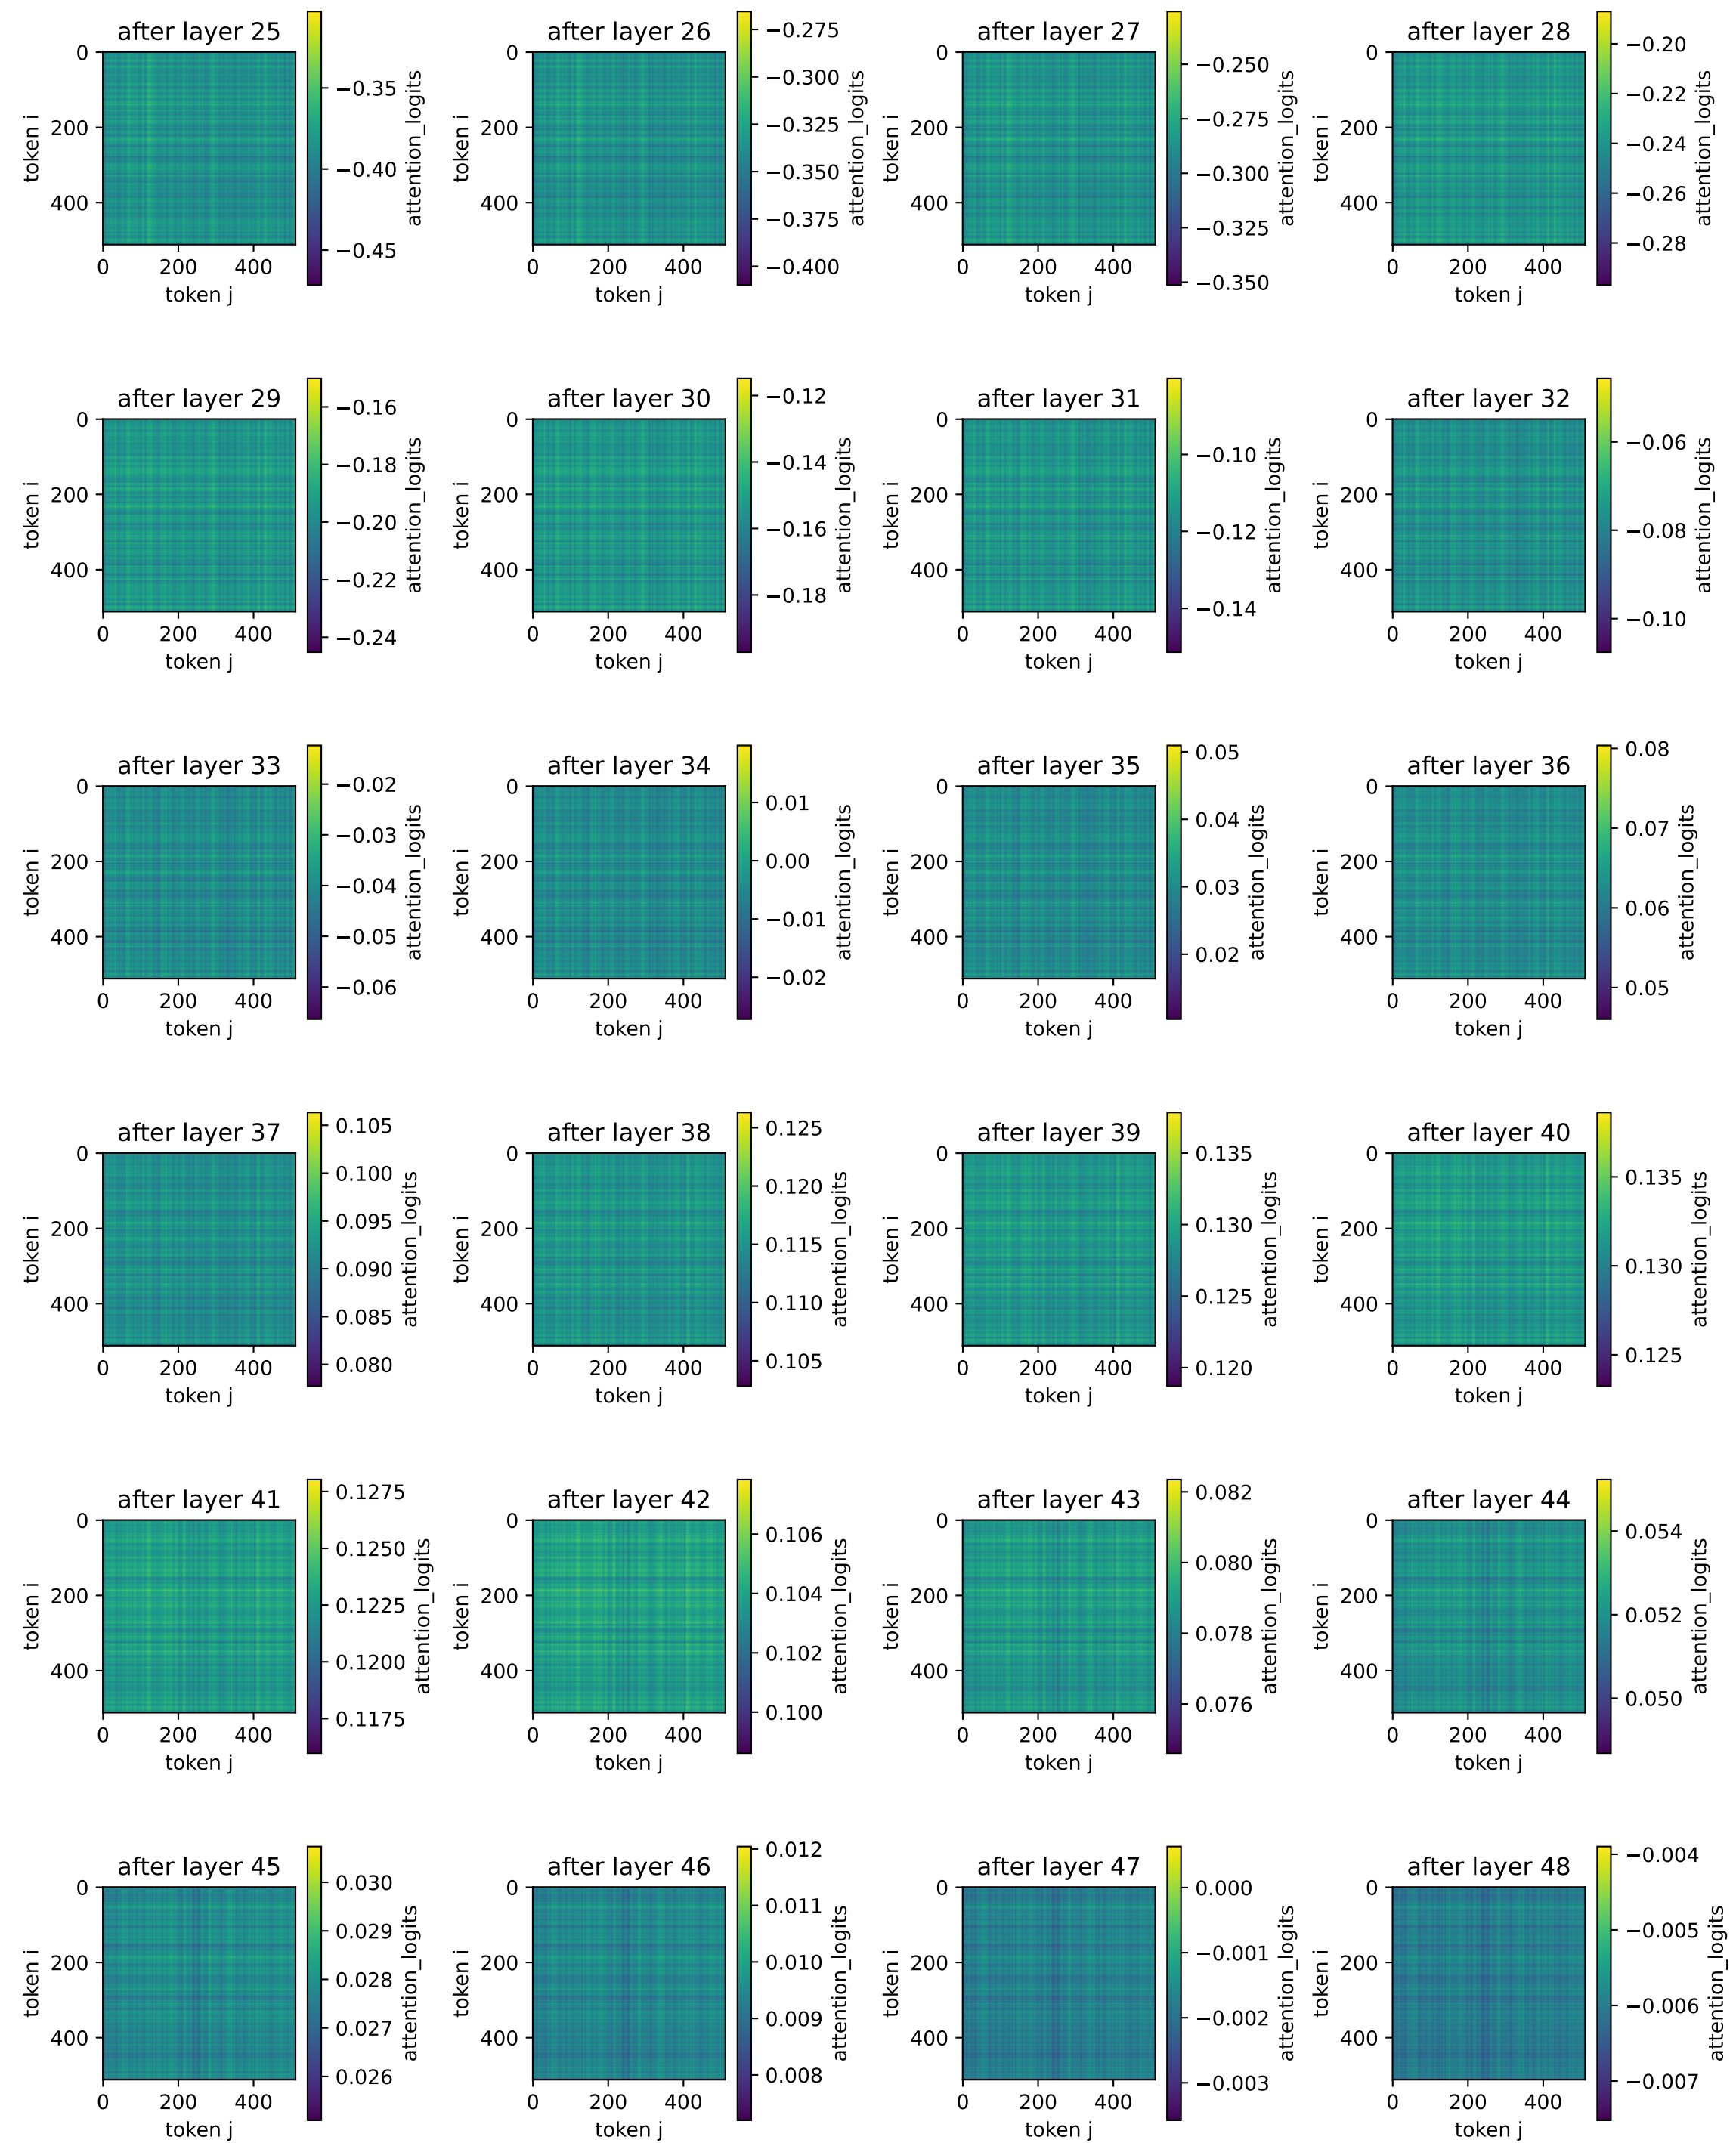 after layer 25
after layer 26
after layer 27
after layer 28
0
200
400
token i
0
200
400
token j
−0.35
−0.40
−0.45
attention_logits
0
200
400
token i
0
200
400
token j
−0.275
−0.300
−0.325
−0.350
−0.375
−0.400
attention_logits
0
200
400
token i
0
200
400
token j
−0.250
−0.275
−0.300
−0.325
−0.350
attention_logits
0
200
400
token i
0
200
400
token j
−0.20
−0.22
−0.24
−0.26
−0.28
attention_logits
after layer 29
after layer 30
after layer 31
after layer 32
0
200
400
token i
0
200
400
token j
−0.16
−0.18
−0.20
−0.22
−0.24
attention_logits
0
200
400
token i
0
200
400
token j
−0.12
−0.14
−0.16
−0.18
attention_logits
0
200
400
token i
0
200
400
token j
−0.10
−0.12
−0.14
attention_logits
0
200
400
token i
0
200
400
token j
−0.06
−0.08
−0.10
attention_logits
after layer 33
after layer 34
after layer 35
after layer 36
0
200
400
token i
0
200
400
token j
−0.02
−0.03
−0.04
−0.05
−0.06
attention_logits
0
200
400
token i
0
200
400
token j
0.01
0.00
−0.01
−0.02
attention_logits
0
200
400
token i
0
200
400
token j
0.05
0.04
0.03
0.02
attention_logits
0
200
400
token i
0
200
400
token j
0.08
0.07
0.06
0.05
attention_logits
after layer 37
after layer 38
after layer 39
after layer 40
0
200
400
token i
0
200
400
token j
0.105
0.100
0.095
0.090
0.085
0.080
attention_logits
0
200
400
token i
0
200
400
token j
0.125
0.120
0.115
0.110
0.105
attention_logits
0
200
400
token i
0
200
400
token j
0.135
0.130
0.125
0.120
attention_logits
0
200
400
token i
0
200
400
token j
0.135
0.130
0.125
attention_logits
after layer 41
after layer 42
after layer 43
after layer 44
0
200
400
token i
0
200
400
token j
0.1275
0.1250
0.1225
0.1200
0.1175
attention_logits
0
200
400
token i
0
200
400
token j
0.106
0.104
0.102
0.100
attention_logits
0
200
400
token i
0
200
400
token j
0.082
0.080
0.078
0.076
attention_logits
0
200
400
token i
0
200
400
token j
0.054
0.052
0.050
attention_logits
after layer 45
after layer 46
after layer 47
after layer 48
0
200
400
token i
0
200
400
token j
0.030
0.029
0.028
0.027
0.026
attention_logits
0
200
400
token i
0
200
400
token j
0.012
0.011
0.010
0.009
0.008
attention_logits
0
200
400
token i
0
200
400
token j
0.000
−0.001
−0.002
−0.003
attention_logits
0
200
400
token i
0
200
400
token j
−0.004
−0.005
−0.006
−0.007
attention_logits